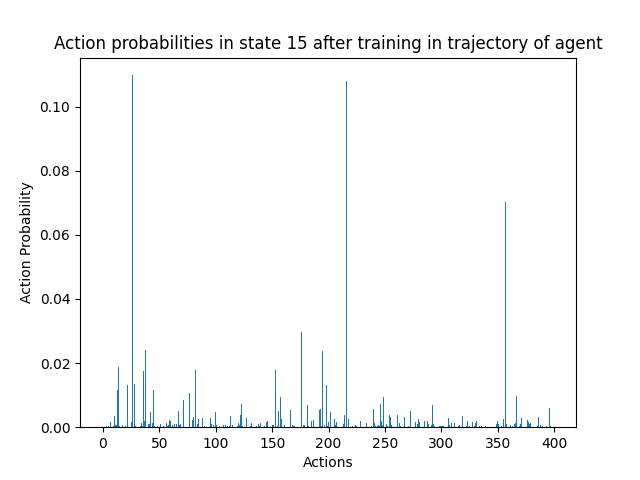 Action probabilities in state 15 after training in trajectory of agent
0.10
0.08
0.06
0.04
0.02
0.00
Action Probability
0 50 100 150 200 250 300 350 400
Actions